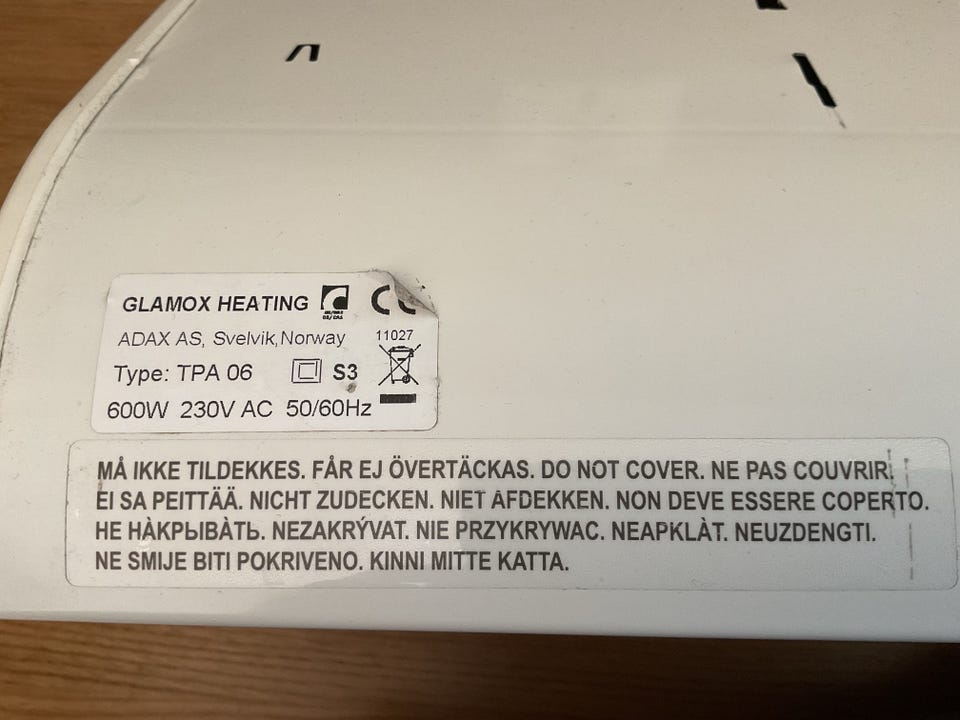 GLAMOX HEATING CE
ADAX AS, Svelvik, Norway 11027
Type: TPA 06 S3
600W 230V AC 50/60Hz
MÅ IKKE TILDEKKES. FÅR EJ ÖVERTÄCKAS. DO NOT COVER. NE PAS COUVRIR.
EI SA PEITTÄÄ. NICHT ZUDECKEN. NIET AFDEKKEN. NON DEVE ESSERE COPERTO.
НЕ HÀКРЫВÀТЬ. NEZAKRÝVAT. NIE PRZYKRYWAC. NEAPKLÀT. NEUZDENGTI.
NE SMIJE BITI POKRIVENO. KINNI MITTE KATTA.